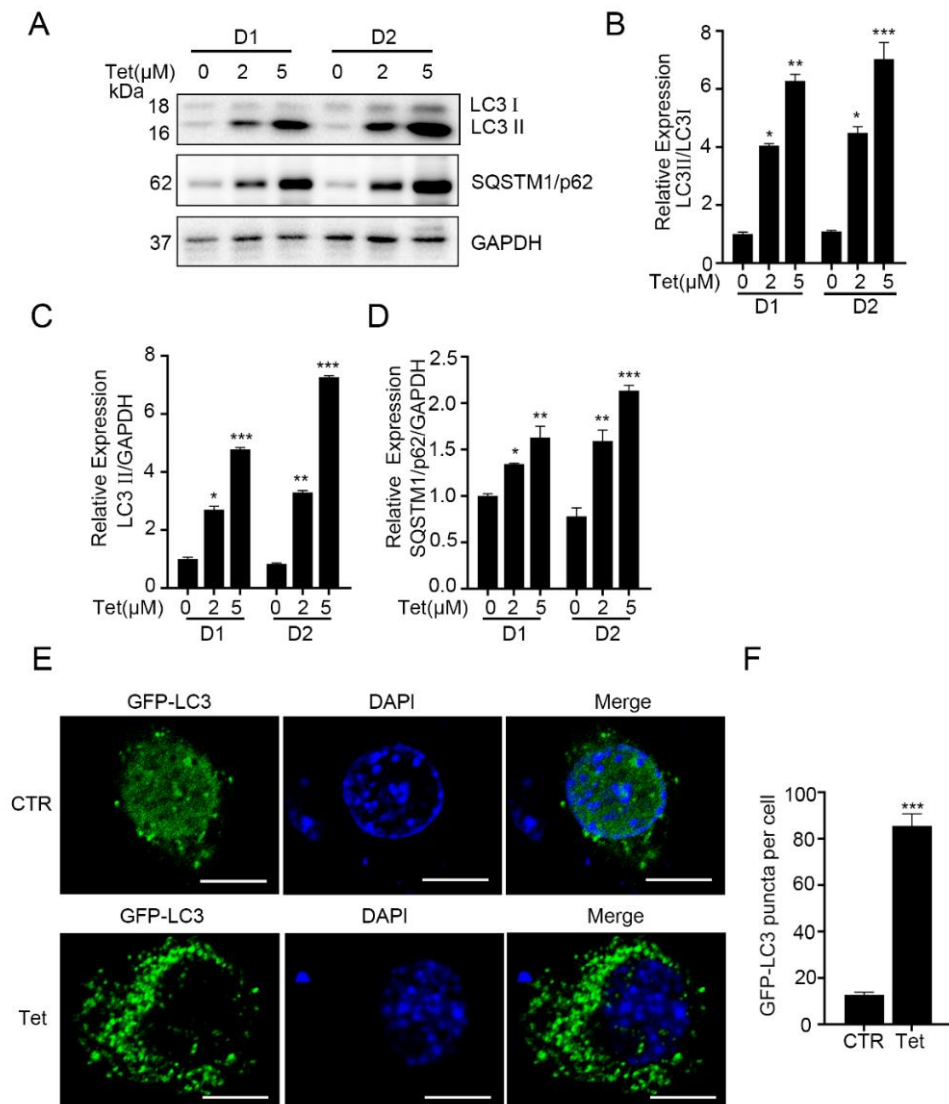 A
D1 D2
Tet(µM) 0 2 5 0 2 5
kDa
18 LC3 I
16 LC3 II
62 SQSTM1/p62
37 GAPDH
B
Relative Expression
LC3II/LC3I
8
6
4
2
0
* ** * ***
0 2 5 0 2 5
Tet(µM)
D1 D2
C
Relative Expression
LC3 II/GAPDH
8
6
4
2
0
* *** ** ***
0 2 5 0 2 5
Tet(µM)
D1 D2
D
Relative Expression
SQSTM1/p62/GAPDH
2.5
2.0
1.5
1.0
0.5
0.0
* ** ** ***
0 2 5 0 2 5
Tet(µM)
D1 D2
E
GFP-LC3 DAPI Merge
CTR
GFP-LC3 DAPI Merge
Tet
F
GFP-LC3 puncta per cell
100
80
60
40
20
0
***
CTR Tet